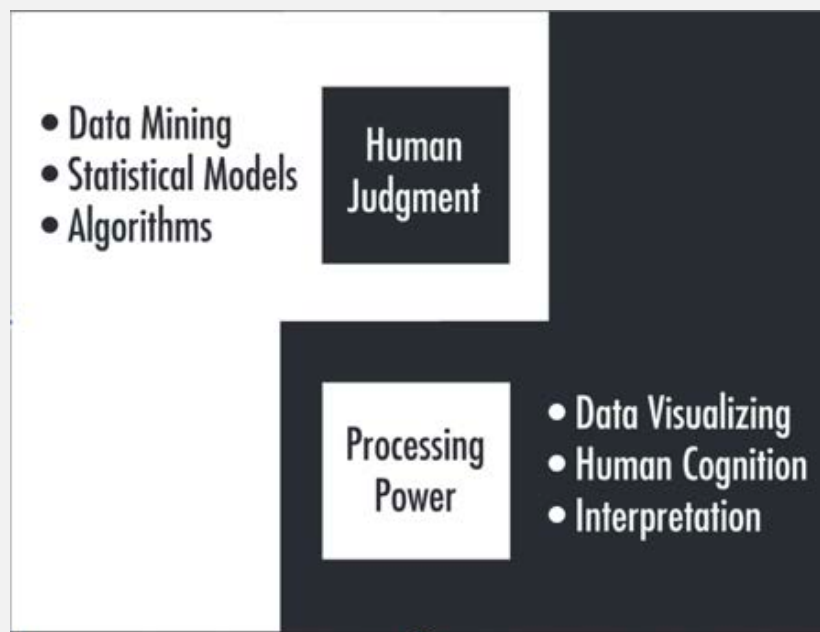 • Data Mining
• Statistical Models
• Algorithms
Human
Judgment
Processing
Power
• Data Visualizing
• Human Cognition
• Interpretation